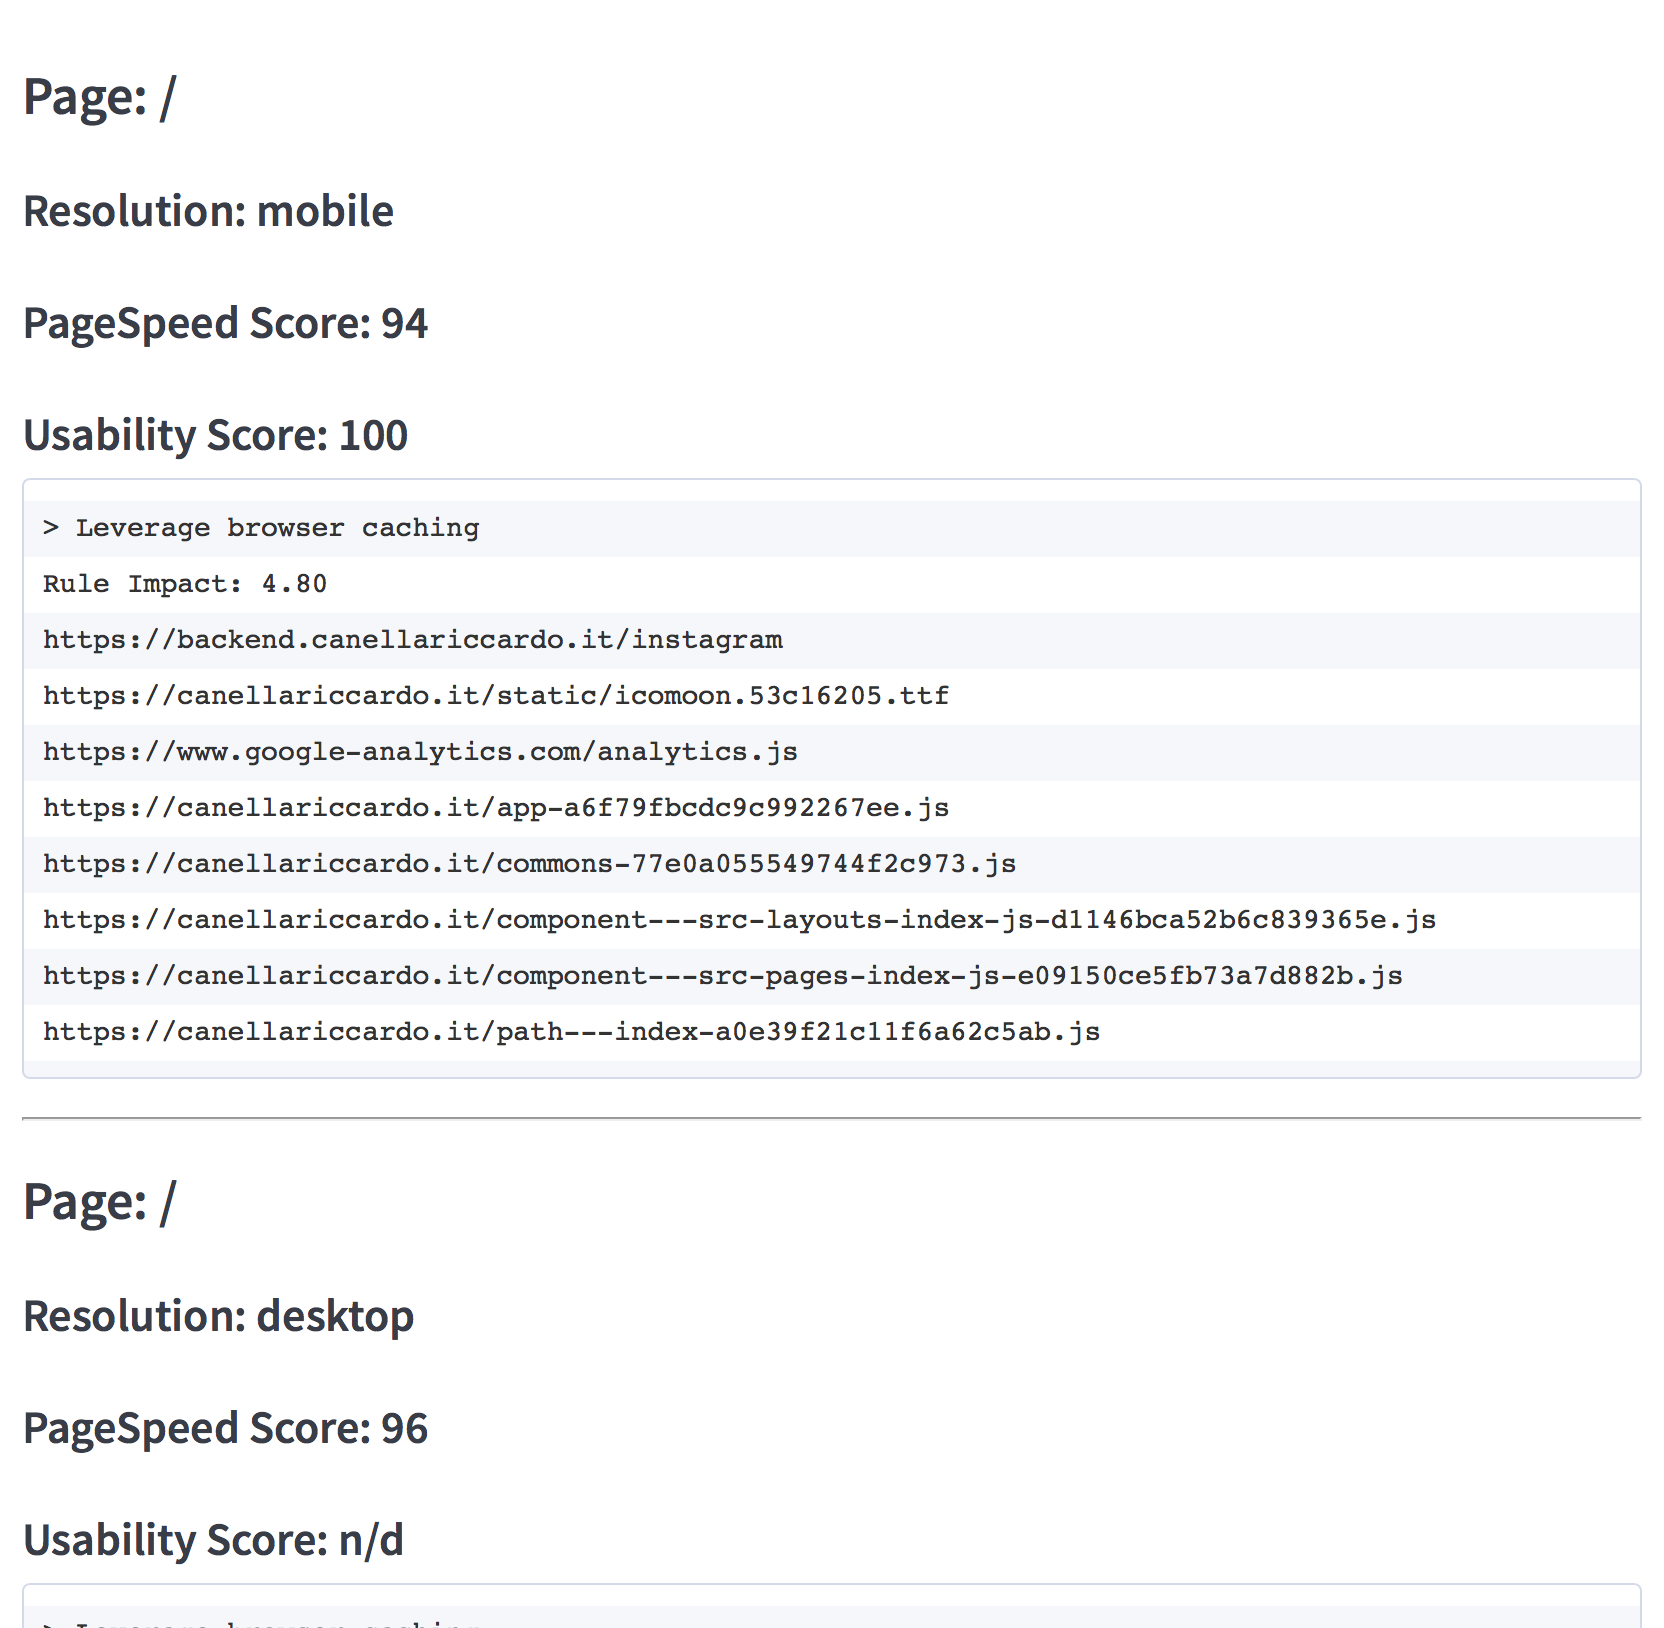 Page: /
Resolution: mobile
PageSpeed Score: 94
Usability Score: 100
> Leverage browser caching
Rule Impact: 4.80
https://backend.canellariccardo.it/instagram
https://canellariccardo.it/static/icomoon.53c16205.ttf
https://www.google-analytics.com/analytics.js
https://canellariccardo.it/app-a6f79fbcdc9c992267ee.js
https://canellariccardo.it/commons-77e0a055549744f2c973.js
https://canellariccardo.it/component---src-layouts-index-js-d1146bca52b6c839365e.js
https://canellariccardo.it/component---src-pages-index-js-e09150ce5fb73a7d882b.js
https://canellariccardo.it/path---index-a0e39f21c11f6a62c5ab.js
Page: /
Resolution: desktop
PageSpeed Score: 96
Usability Score: n/d
> Leverage browser caching